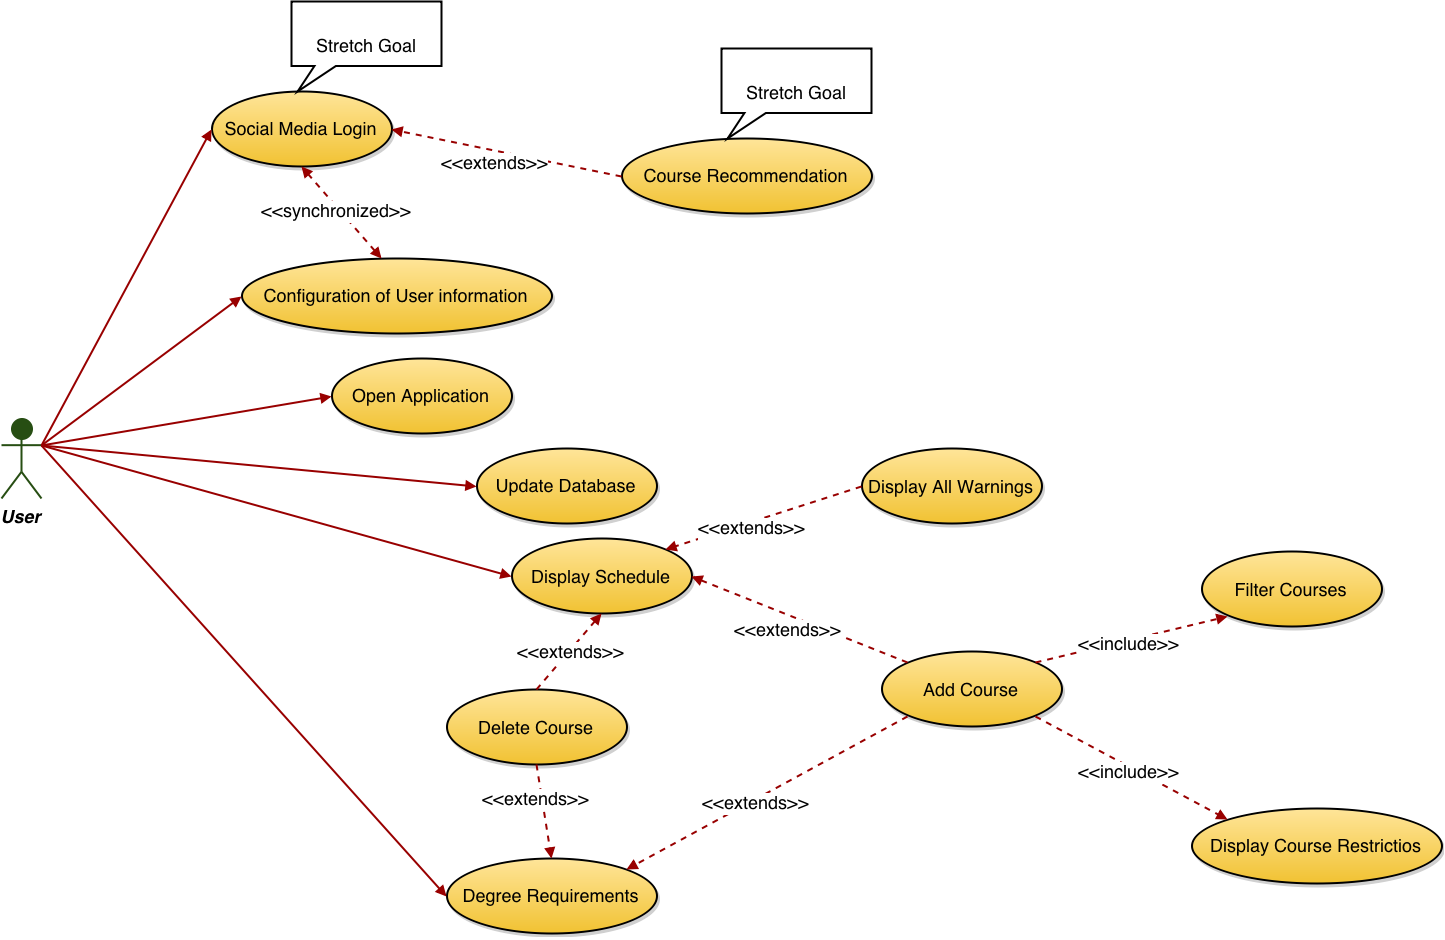 Stretch Goal
Stretch Goal
Social Media Login
<<extends>>
Course Recommendation
<<synchronized>>
Configuration of User information
Open Application
Update Database
Display All Warnings
User
<<extends>>
Display Schedule
Filter Courses
<<extends>>
<<include>>
<<extends>>
Add Course
Delete Course
<<include>>
<<extends>>
<<extends>>
Display Course Restrictios
Degree Requirements